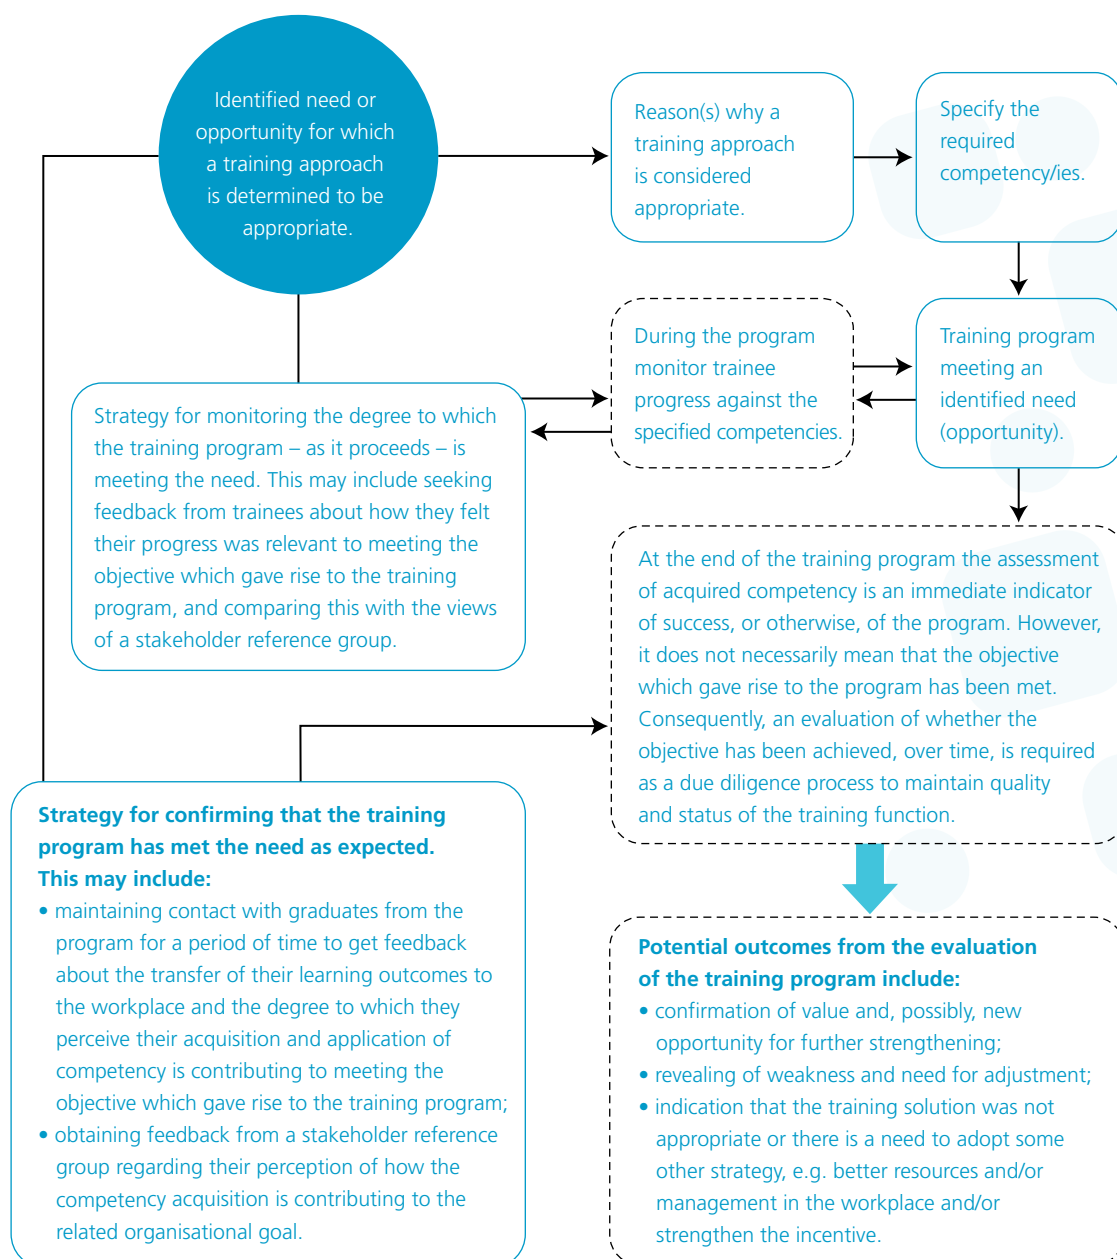 Identified need or
opportunity for which
a training approach
is determined to be
appropriate.
Reason(s) why a
training approach
is considered
appropriate.
Specify the
required
competency/ies.
During the program
monitor trainee
progress against the
specified competencies.
Training program
meeting an
identified need
(opportunity).
Strategy for monitoring the degree to which
the training program – as it proceeds – is
meeting the need. This may include seeking
feedback from trainees about how they felt
their progress was relevant to meeting the
objective which gave rise to the training
program, and comparing this with the views
of a stakeholder reference group.
At the end of the training program the assessment
of acquired competency is an immediate indicator
of success, or otherwise, of the program. However,
it does not necessarily mean that the objective
which gave rise to the program has been met.
Consequently, an evaluation of whether the
objective has been achieved, over time, is required
as a due diligence process to maintain quality
and status of the training function.
Strategy for confirming that the training
program has met the need as expected.
This may include:
• maintaining contact with graduates from the
program for a period of time to get feedback
about the transfer of their learning outcomes to
the workplace and the degree to which they
perceive their acquisition and application of
competency is contributing to meeting the
objective which gave rise to the training program;
• obtaining feedback from a stakeholder reference
group regarding their perception of how the
competency acquisition is contributing to the
related organisational goal.
Potential outcomes from the evaluation
of the training program include:
• confirmation of value and, possibly, new
opportunity for further strengthening;
• revealing of weakness and need for adjustment;
• indication that the training solution was not
appropriate or there is a need to adopt some
other strategy, e.g. better resources and/or
management in the workplace and/or
strengthen the incentive.